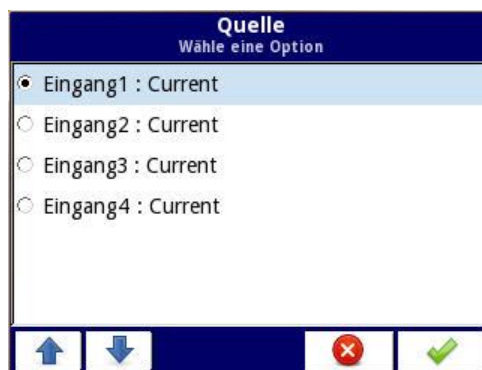 Quelle
Wähle eine Option
Eingang1 : Current
Eingang2 : Current
Eingang3 : Current
Eingang4 : Current